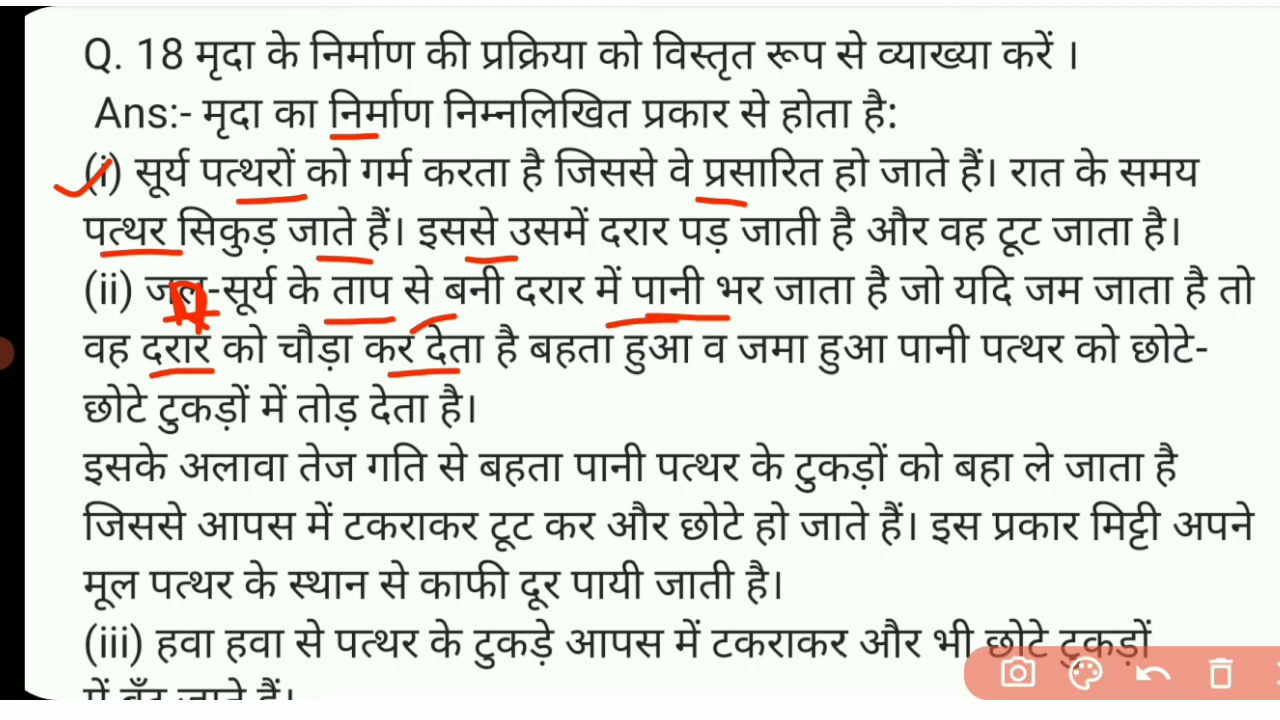 Q. 18 मृदा के निर्माण की प्रक्रिया को विस्तृत रूप से व्याख्या करें ।
Ans:- मृदा का निर्माण निम्नलिखित प्रकार से होता है:
(i) सूर्य पत्थरों को गर्म करता है जिससे वे प्रसारित हो जाते हैं। रात के समय
पत्थर सिकुड़ जाते हैं। इससे उसमें दरार पड़ जाती है और वह टूट जाता है।
(ii) जल-सूर्य के ताप से बनी दरार में पानी भर जाता है जो यदि जम जाता है तो
वह दरार को चौड़ा कर देता है बहता हुआ व जमा हुआ पानी पत्थर को छोटे-
छोटे टुकड़ों में तोड़ देता है।
इसके अलावा तेज गति से बहता पानी पत्थर के टुकड़ों को बहा ले जाता है
जिससे आपस में टकराकर टूट कर और छोटे हो जाते हैं। इस प्रकार मिट्टी अपने
मूल पत्थर के स्थान से काफी दूर पायी जाती है।
(iii) हवा हवा से पत्थर के टुकड़े आपस में टकराकर और भी छोटे टुकड़ों
में बँट जाते हैं।